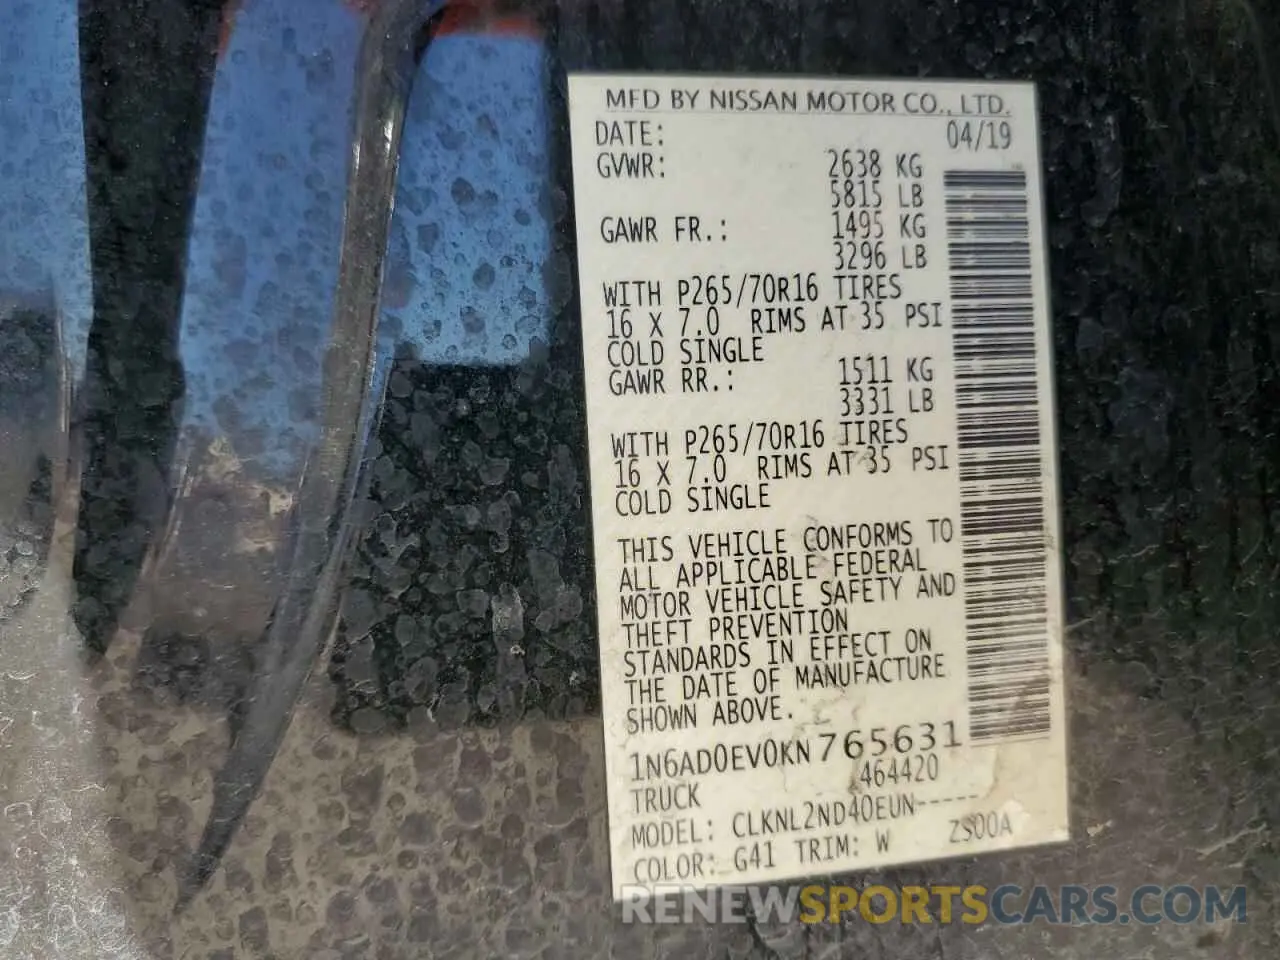 MFD BY NISSAN MOTOR CO., LTD.
DATE: 04/19
GVWR: 2638 KG
5815 LB
GAWR FR.: 1495 KG
3296 LB
WITH P265/70R16 TIRES
16 X 7.0 RIMS AT 35 PSI
COLD SINGLE
GAWR RR.: 1511 KG
3331 LB
WITH P265/70R16 TIRES
16 X 7.0 RIMS AT 35 PSI
COLD SINGLE
THIS VEHICLE CONFORMS TO
ALL APPLICABLE FEDERAL
MOTOR VEHICLE SAFETY AND
THEFT PREVENTION
STANDARDS IN EFFECT ON
THE DATE OF MANUFACTURE
SHOWN ABOVE.
1N6AD0EV0KN765631
TRUCK 464420
MODEL: CLKNL2ND40EUN-----
COLOR: G41 TRIM: W ZS00A
RENEWSPORTSCARS.COM